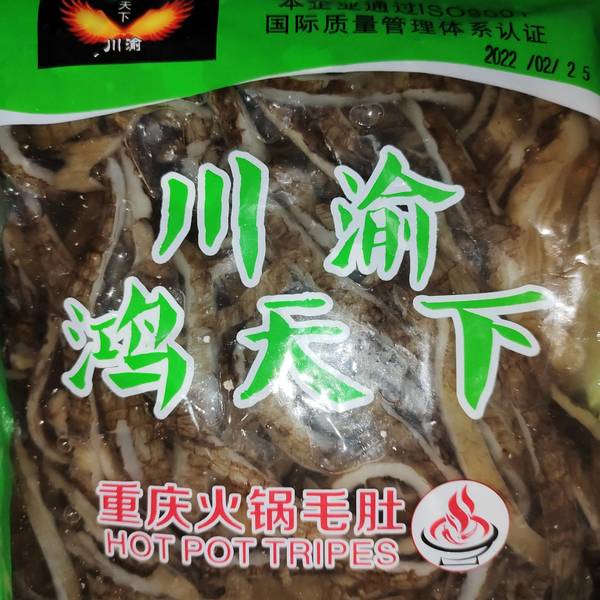 天
下
川渝
本企业通过ISO9001
国际质量管理体系认证
2022/02/25
川渝
鸿天下
重庆火锅毛肚
HOT POT TRIPES